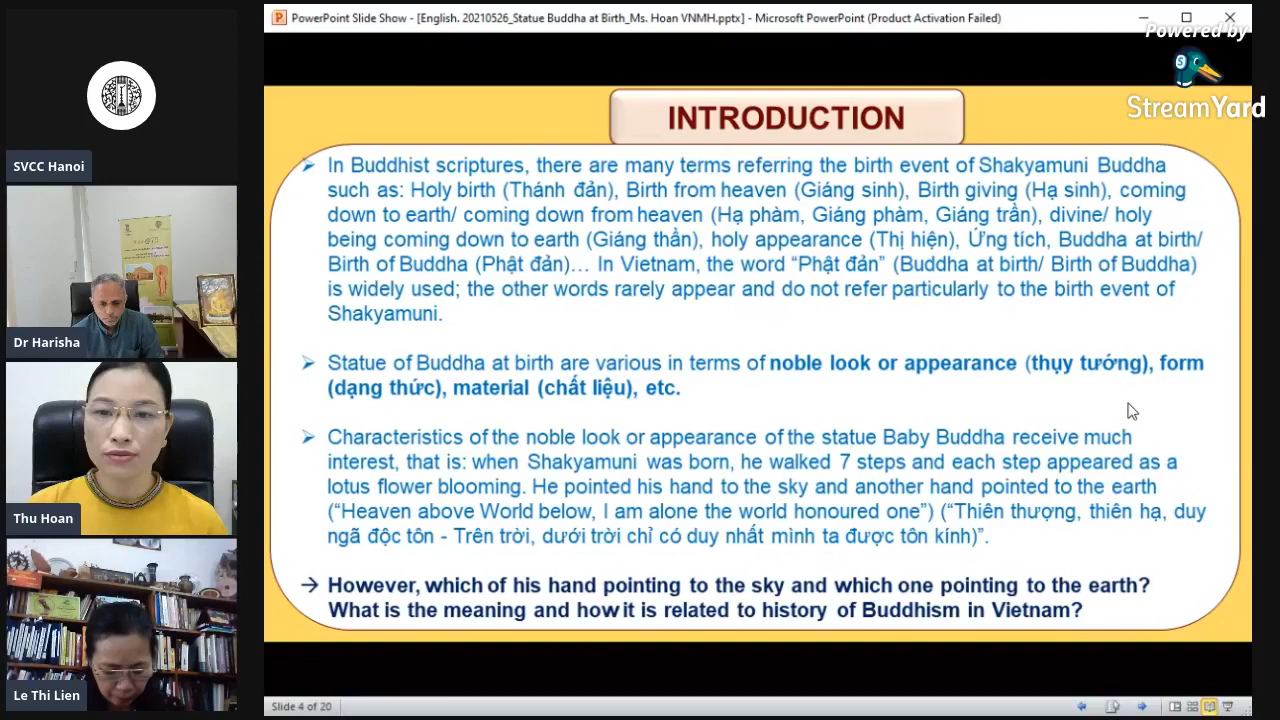 PowerPoint Slide Show - [English. 20210526_Statue Buddha at Birth_Ms. Hoan VNMH.pptx] - Microsoft PowerPoint (Product Activation Failed)
Powered by
StreamYard
SVCC Hanoi
Dr Harisha
Thu Hoan
Le Thi Lien
INTRODUCTION
In Buddhist scriptures, there are many terms referring the birth event of Shakyamuni Buddha
such as: Holy birth (Thánh đản), Birth from heaven (Giáng sinh), Birth giving (Hạ sinh), coming
down to earth/ coming down from heaven (Hạ phàm, Giáng phàm, Giáng trần), divine/ holy
being coming down to earth (Giáng thần), holy appearance (Thị hiện), Ứng tích, Buddha at birth/
Birth of Buddha (Phật đản)… In Vietnam, the word “Phật đản” (Buddha at birth/ Birth of Buddha)
is widely used; the other words rarely appear and do not refer particularly to the birth event of
Shakyamuni.
Statue of Buddha at birth are various in terms of noble look or appearance (thụy tướng), form
(dạng thức), material (chất liệu), etc.
Characteristics of the noble look or appearance of the statue Baby Buddha receive much
interest, that is: when Shakyamuni was born, he walked 7 steps and each step appeared as a
lotus flower blooming. He pointed his hand to the sky and another hand pointed to the earth
(“Heaven above World below, I am alone the world honoured one”) (“Thiên thượng, thiên hạ, duy
ngã độc tôn - Trên trời, dưới trời chỉ có duy nhất mình ta được tôn kính)”.
→ However, which of his hand pointing to the sky and which one pointing to the earth?
What is the meaning and how it is related to history of Buddhism in Vietnam?
Slide 4 of 20